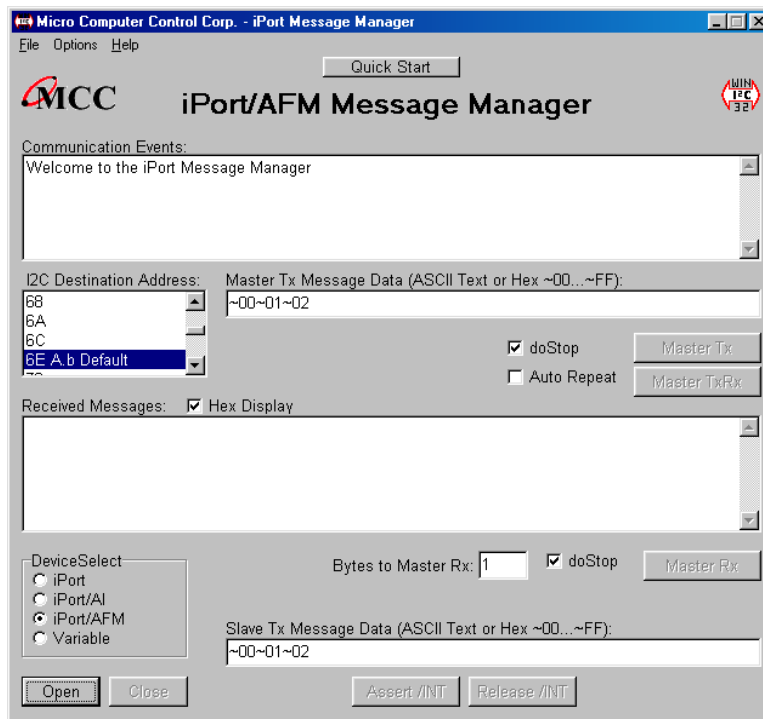 Micro Computer Control Corp. - iPort Message Manager
File Options Help
Quick Start
MCC
iPort/AFM Message Manager
WIN
I²C
32
Communication Events:
Welcome to the iPort Message Manager
I2C Destination Address:
68
6A
6C
6E A.b Default
Master Tx Message Data (ASCII Text or Hex ~00...~FF):
~00~01~02
doStop
Master Tx
Auto Repeat
Master TxRx
Received Messages:
Hex Display
DeviceSelect
iPort
iPort/AI
iPort/AFM
Variable
Bytes to Master Rx: 1
doStop
Master Rx
Slave Tx Message Data (ASCII Text or Hex ~00...~FF):
~00~01~02
Open
Close
Assert /INT
Release /INT